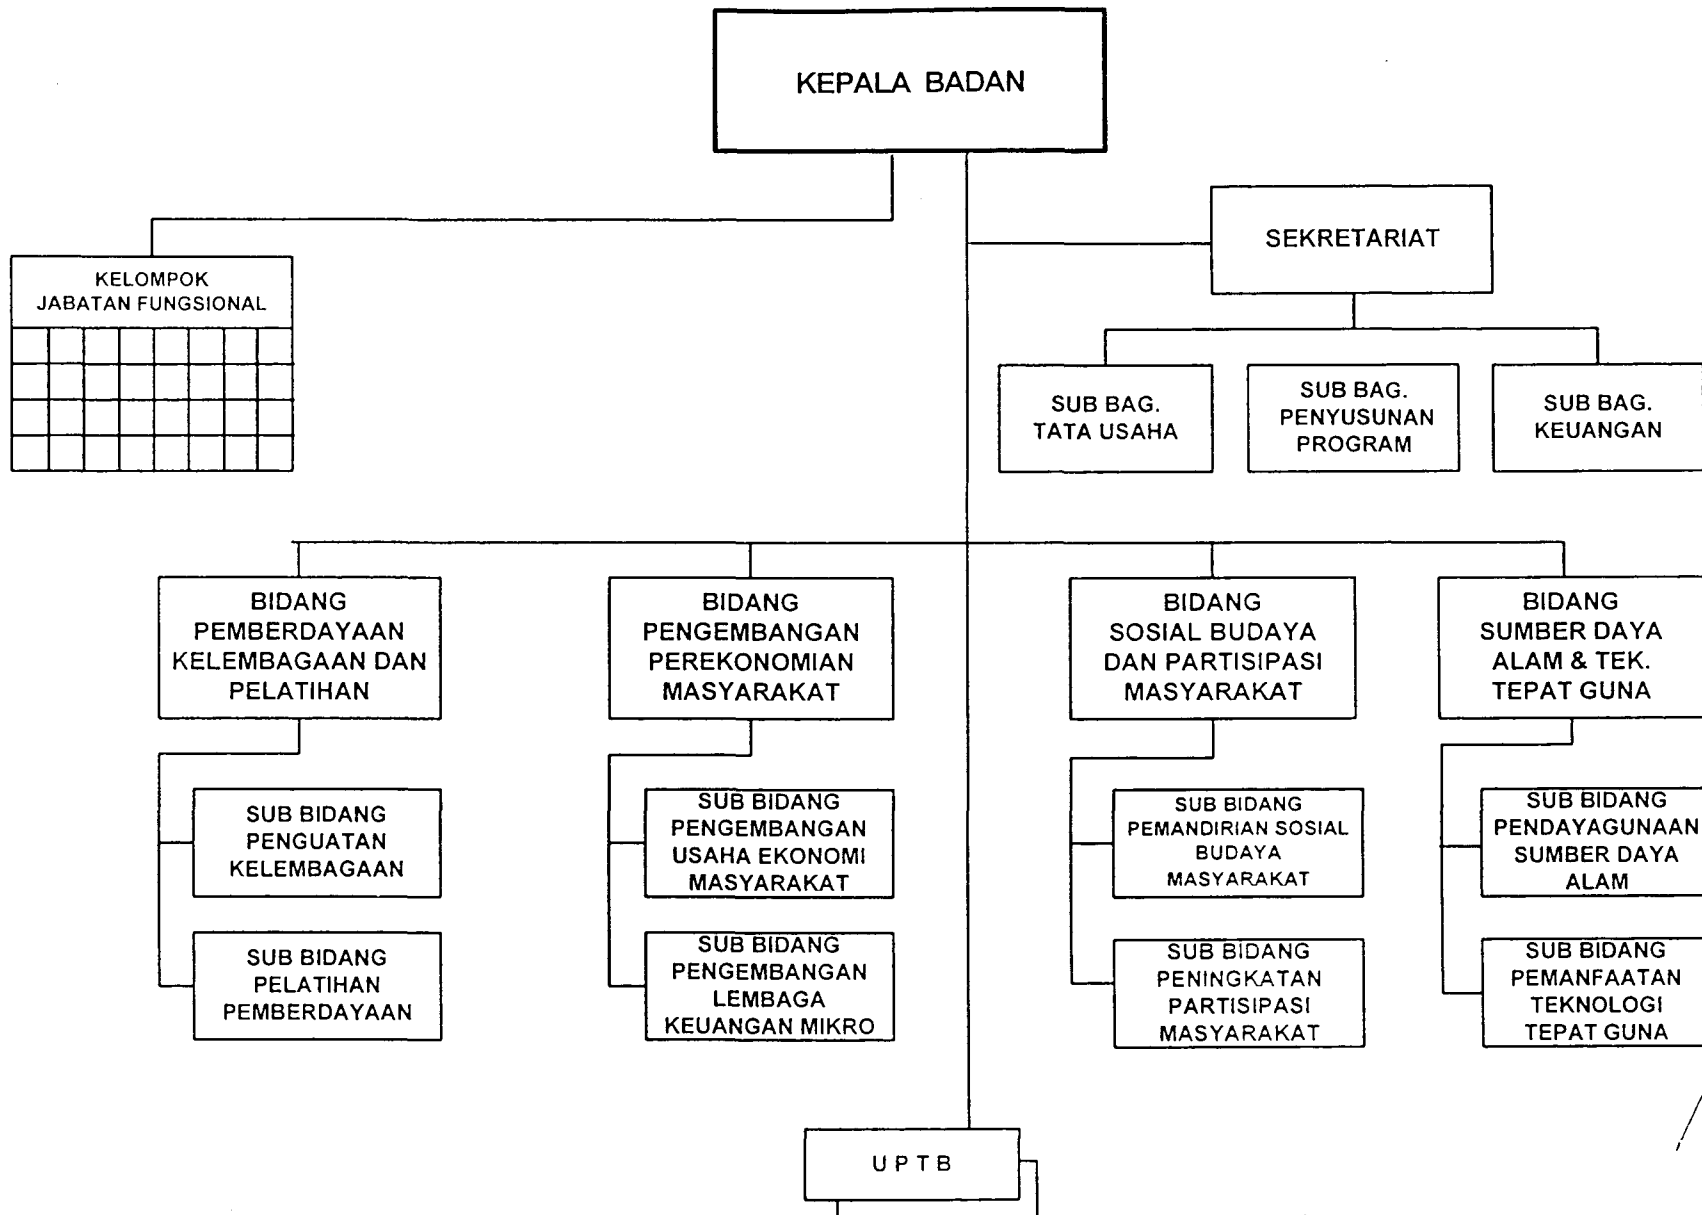 KEPALA BADAN
SEKRETARIAT
KELOMPOK
JABATAN FUNGSIONAL
SUB BAG.
TATA USAHA
SUB BAG.
PENYUSUNAN
PROGRAM
SUB BAG.
KEUANGAN
BIDANG
PEMBERDAYAAN
KELEMBAGAAN DAN
PELATIHAN
BIDANG
PENGEMBANGAN
PEREKONOMIAN
MASYARAKAT
BIDANG
SOSIAL BUDAYA
DAN PARTISIPASI
MASYARAKAT
BIDANG
SUMBER DAYA
ALAM & TEK.
TEPAT GUNA
SUB BIDANG
PENGUATAN
KELEMBAGAAN
SUB BIDANG
PENGEMBANGAN
USAHA EKONOMI
MASYARAKAT
SUB BIDANG
PEMANDIRIAN SOSIAL
BUDAYA
MASYARAKAT
SUB BIDANG
PENDAYAGUNAAN
SUMBER DAYA
ALAM
SUB BIDANG
PELATIHAN
PEMBERDAYAAN
SUB BIDANG
PENGEMBANGAN
LEMBAGA
KEUANGAN MIKRO
SUB BIDANG
PENINGKATAN
PARTISIPASI
MASYARAKAT
SUB BIDANG
PEMANFAATAN
TEKNOLOGI
TEPAT GUNA
U P T B